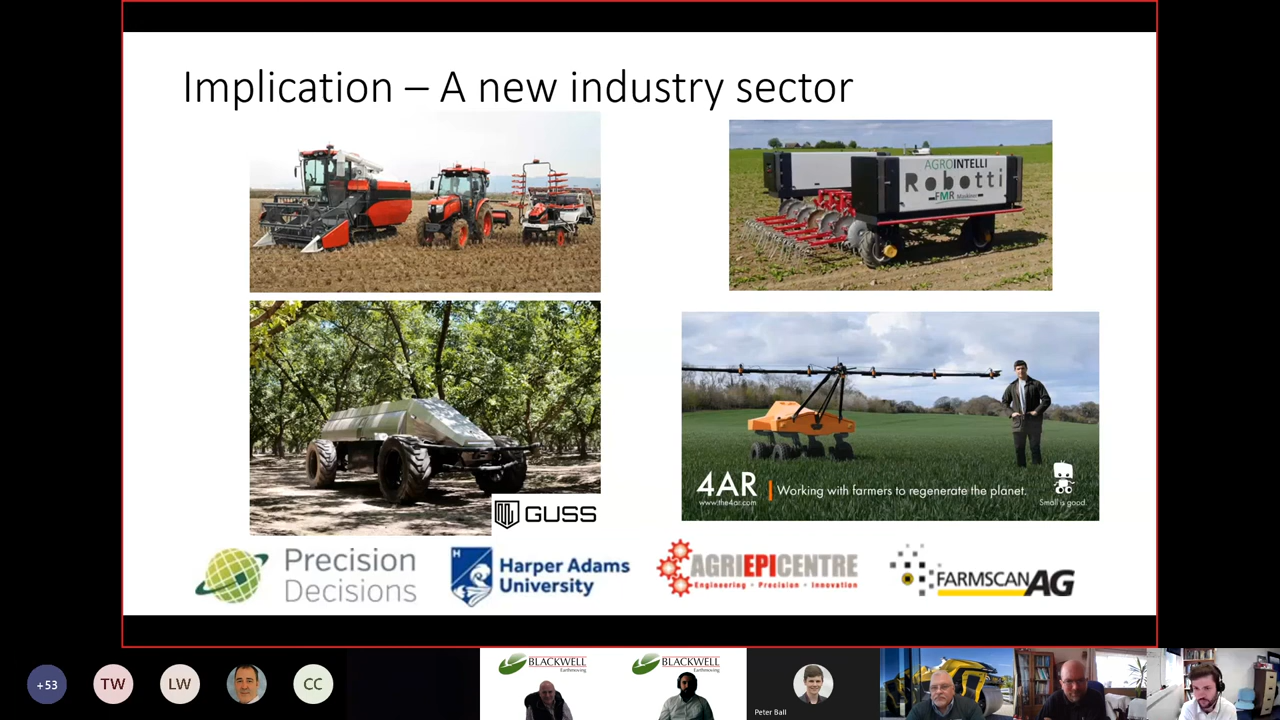 Implication – A new industry sector
AGROINTELLI
Robotti
FMR Maskiner
GUSS
4AR
www.the4ar.com
Working with farmers to regenerate the planet.
Small is good.
Precision
Decisions
H
Harper Adams
University
AGRIEPICENTRE
Engineering • Precision • Innovation
FARMSCAN AG
+53
TW
LW
CC
BLACKWELL
Earthmoving
BLACKWELL
Earthmoving
Peter Ball